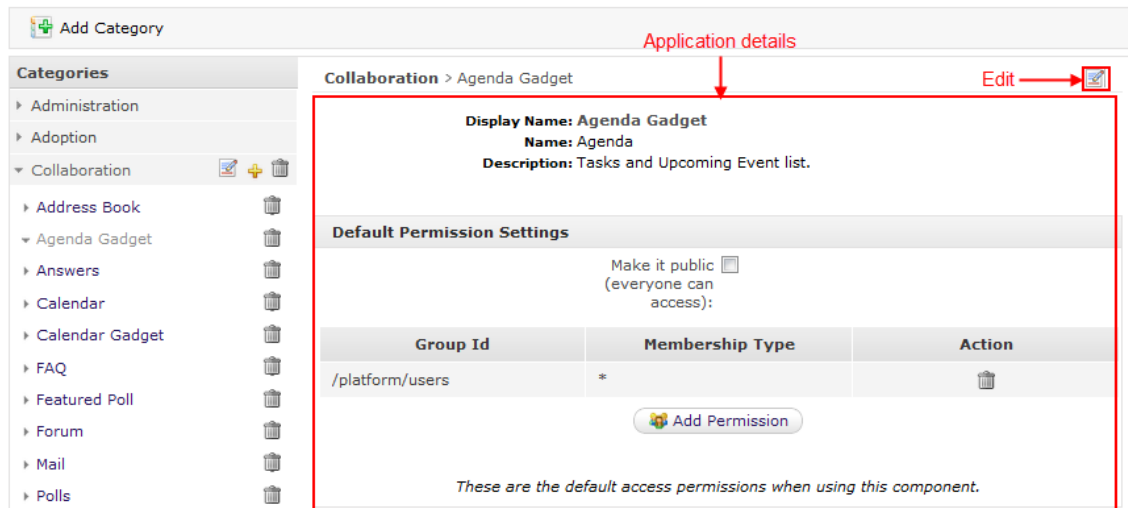 Add Category
Application details
Categories
Collaboration > Agenda Gadget
Edit
Administration
Adoption
Collaboration
Address Book
Agenda Gadget
Answers
Calendar
Calendar Gadget
FAQ
Featured Poll
Forum
Mail
Polls
Display Name: Agenda Gadget
Name: Agenda
Description: Tasks and Upcoming Event list.
Default Permission Settings
Make it public
(everyone can
access):
Group Id Membership Type Action
/platform/users *
Add Permission
These are the default access permissions when using this component.